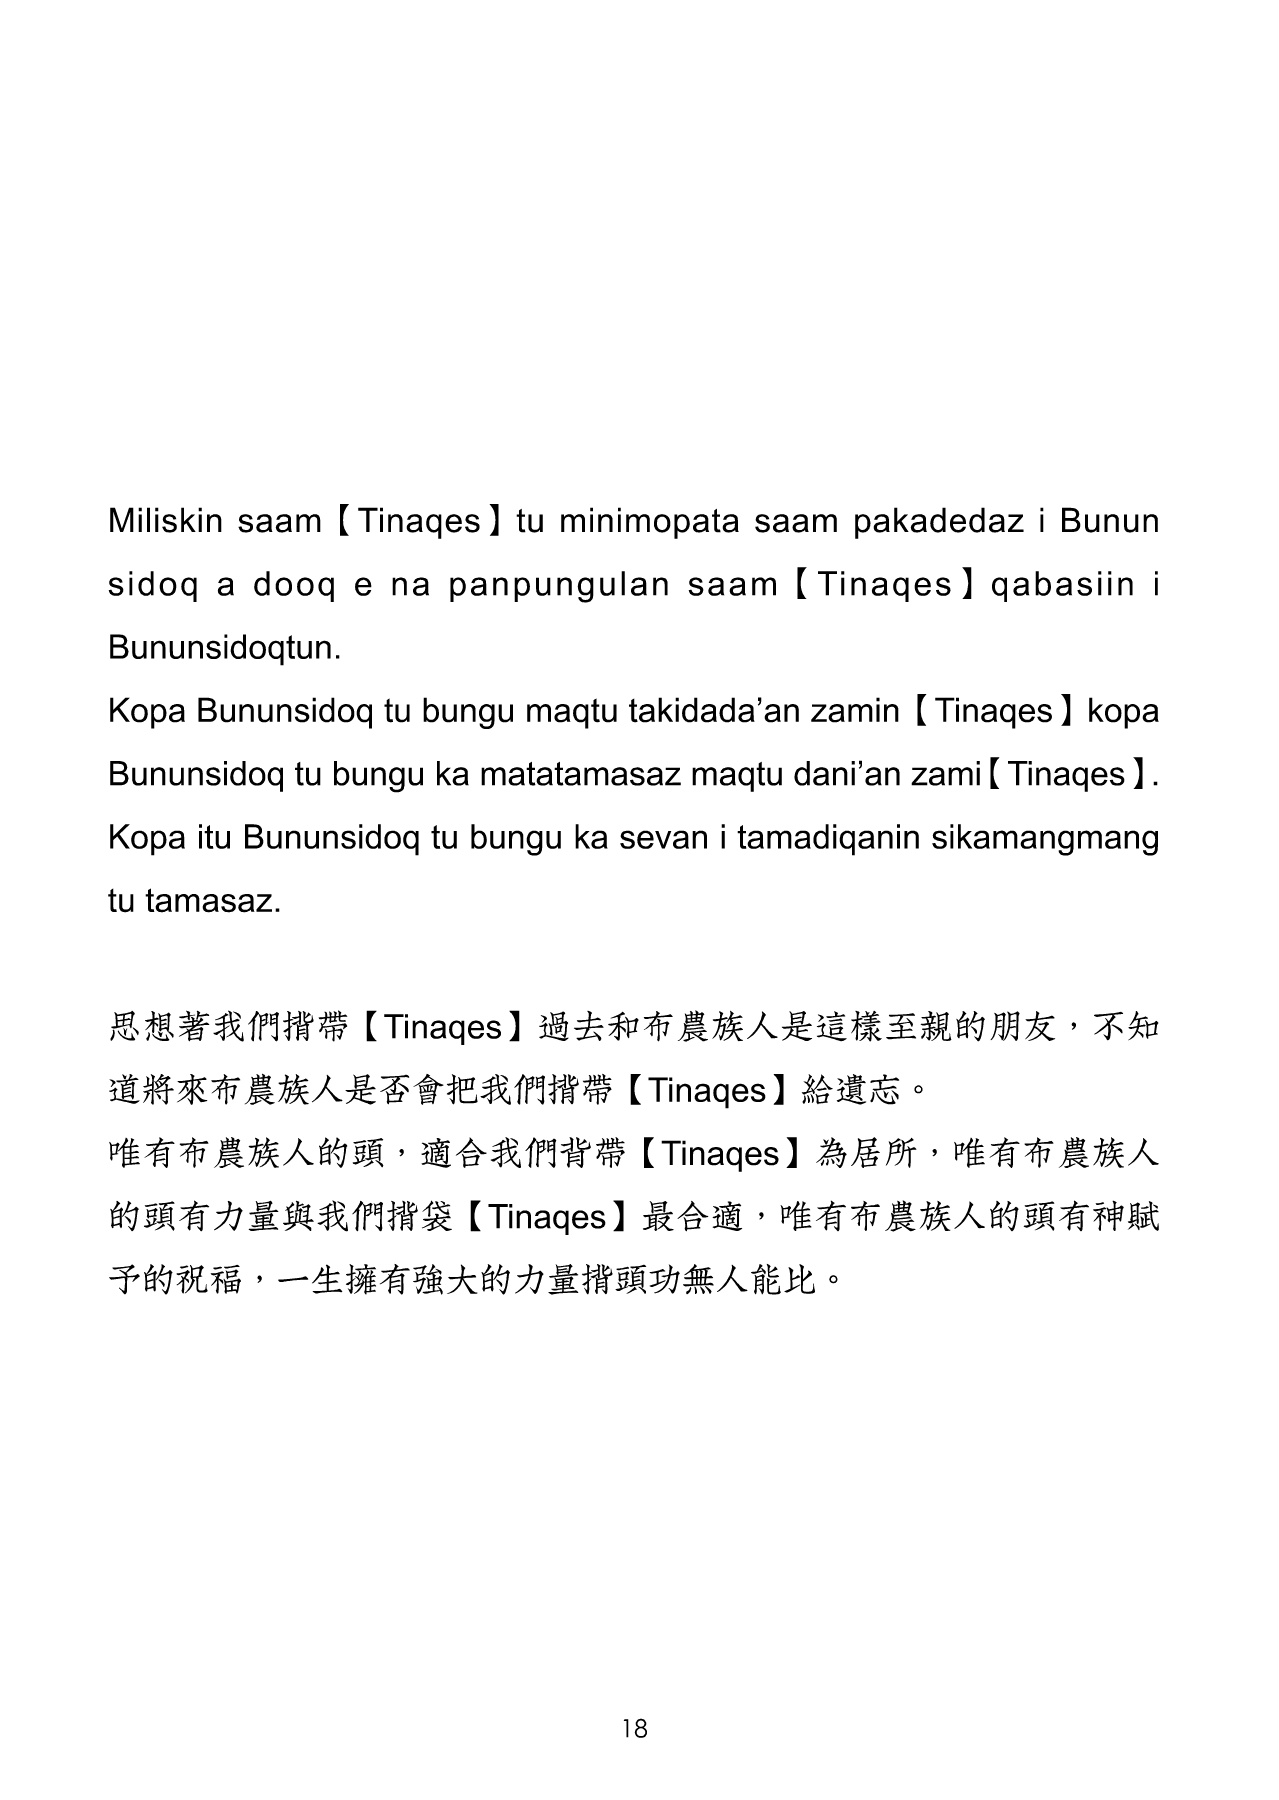 Miliskin saam【Tinaqes】tu minimopata saam pakadedaz i Bunun
sidoq a dooq e na panpungulan saam【Tinaqes】qabasiin i
Bununsidoqtun.
Kopa Bununsidoq tu bungu maqtu takidada’an zamin【Tinaqes】kopa
Bununsidoq tu bungu ka matatamasaz maqtu dani’an zami【Tinaqes】.
Kopa itu Bununsidoq tu bungu ka sevan i tamadiqanin sikamangmang
tu tamasaz.
思想著我們揹帶【Tinaqes】過去和布農族人是這樣至親的朋友，不知
道將來布農族人是否會把我們揹帶【Tinaqes】給遺忘。
唯有布農族人的頭，適合我們背帶【Tinaqes】為居所，唯有布農族人
的頭有力量與我們揹袋【Tinaqes】最合適，唯有布農族人的頭有神賦
予的祝福，一生擁有強大的力量揹頭功無人能比。
18